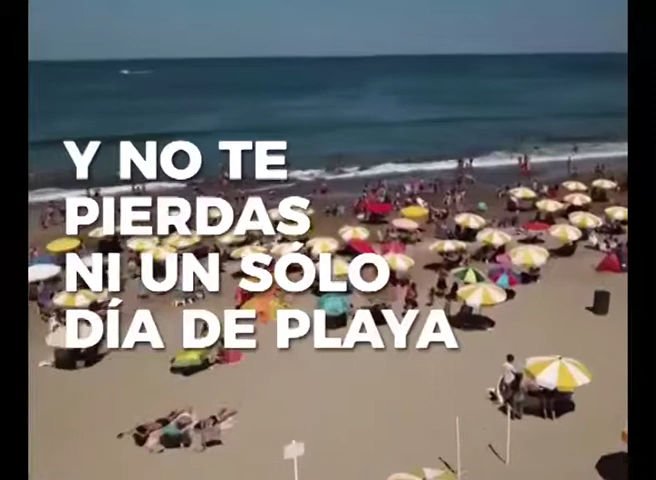 Y NO TE
PIERDAS
NI UN SÓLO
DÍA DE PLAYA